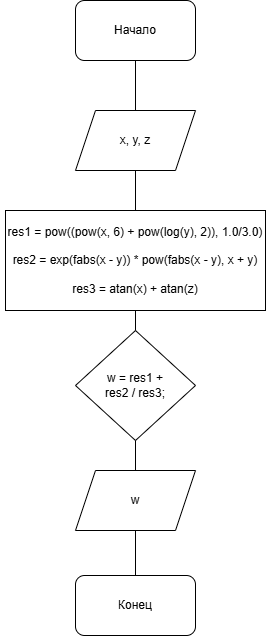 Начало
x, y, z
res1 = pow((pow(x, 6) + pow(log(y), 2)), 1.0/3.0)
res2 = exp(fabs(x - y)) * pow(fabs(x - y), x + y)
res3 = atan(x) + atan(z)
w = res1 +
res2 / res3;
w
Конец